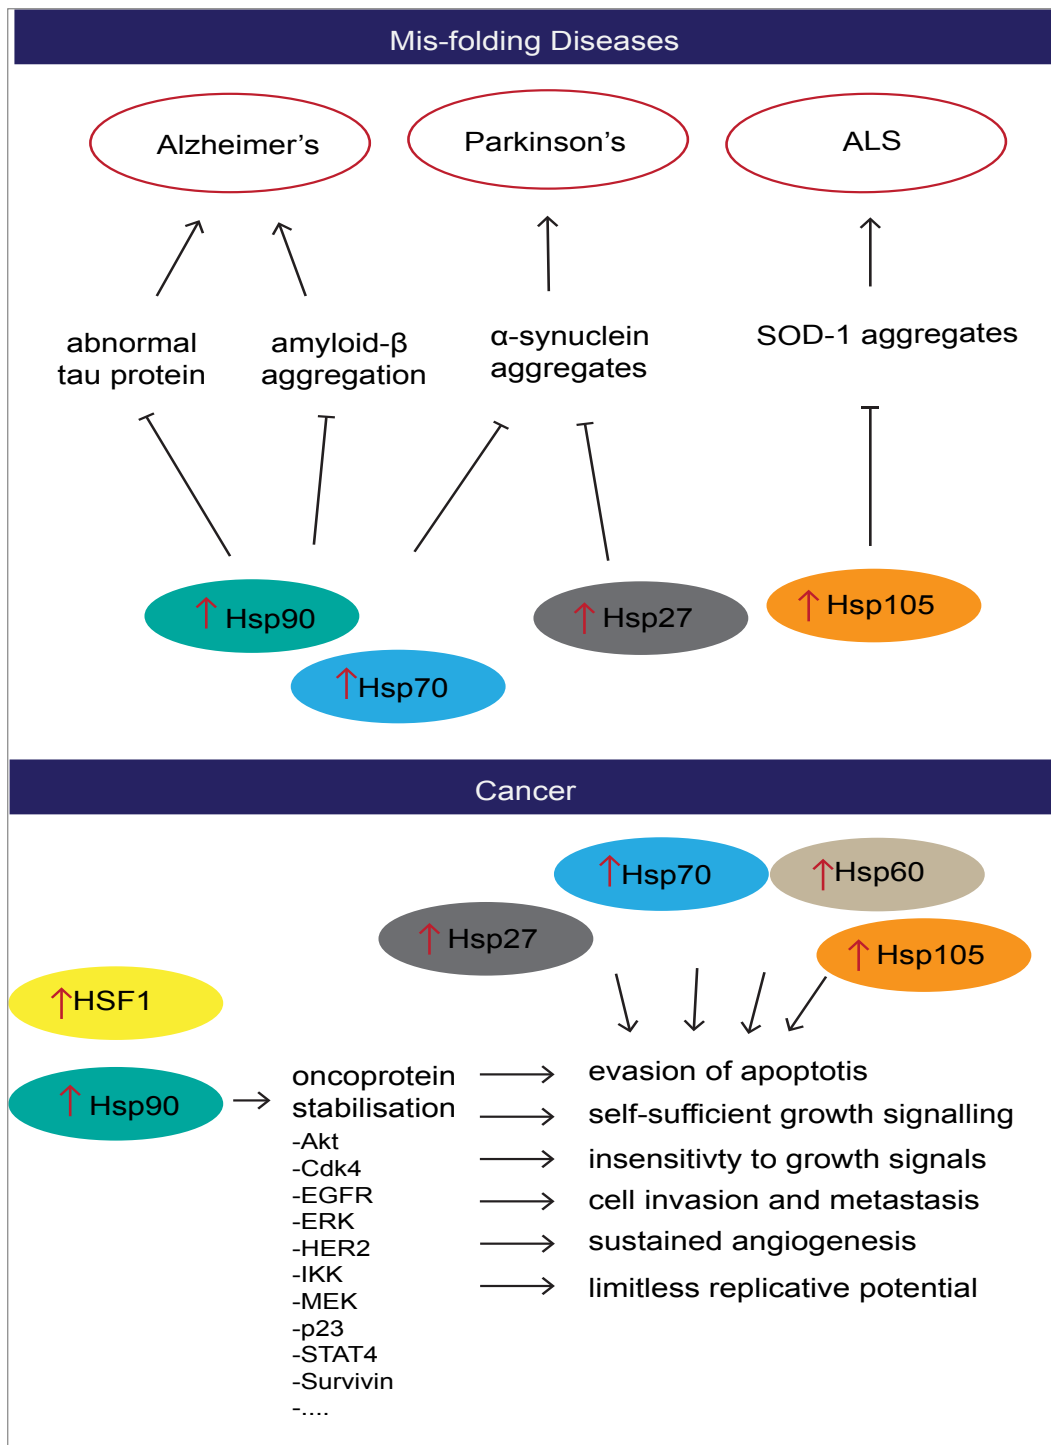 Mis-folding Diseases
Alzheimer's
Parkinson's
ALS
abnormal
tau protein
amyloid-β
aggregation
α-synuclein
aggregates
SOD-1 aggregates
Hsp90
Hsp70
Hsp27
Hsp105
Cancer
Hsp70
Hsp60
Hsp27
Hsp105
HSF1
Hsp90
oncoprotein
stabilisation
-Akt
-Cdk4
-EGFR
-ERK
-HER2
-IKK
-MEK
-p23
-STAT4
-Survivin
-....
evasion of apoptotis
self-sufficient growth signalling
insensitivty to growth signals
cell invasion and metastasis
sustained angiogenesis
limitless replicative potential